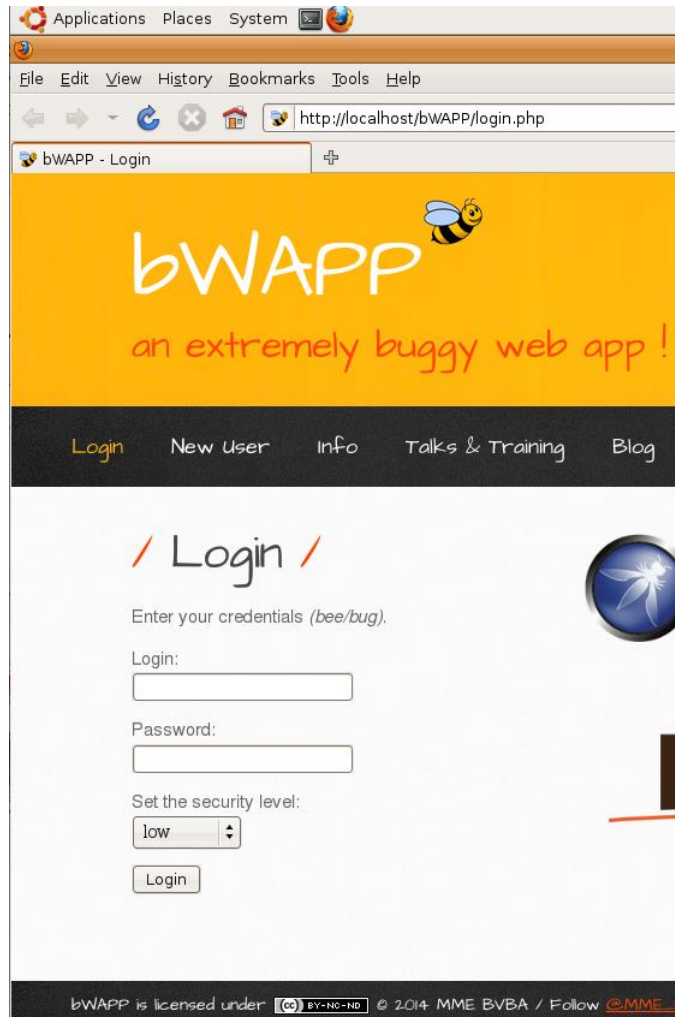 Applications Places System
File Edit View History Bookmarks Tools Help
http://localhost/bWAPP/login.php
bWAPP - Login
bWAPP
an extremely buggy web app !
Login New User Info Talks & Training Blog
/ Login /
Enter your credentials (bee/bug).
Login:
Password:
Set the security level:
low
Login
bWAPP is licensed under (cc) BY-NC-ND © 2014 MME BVBA / Follow @MME_